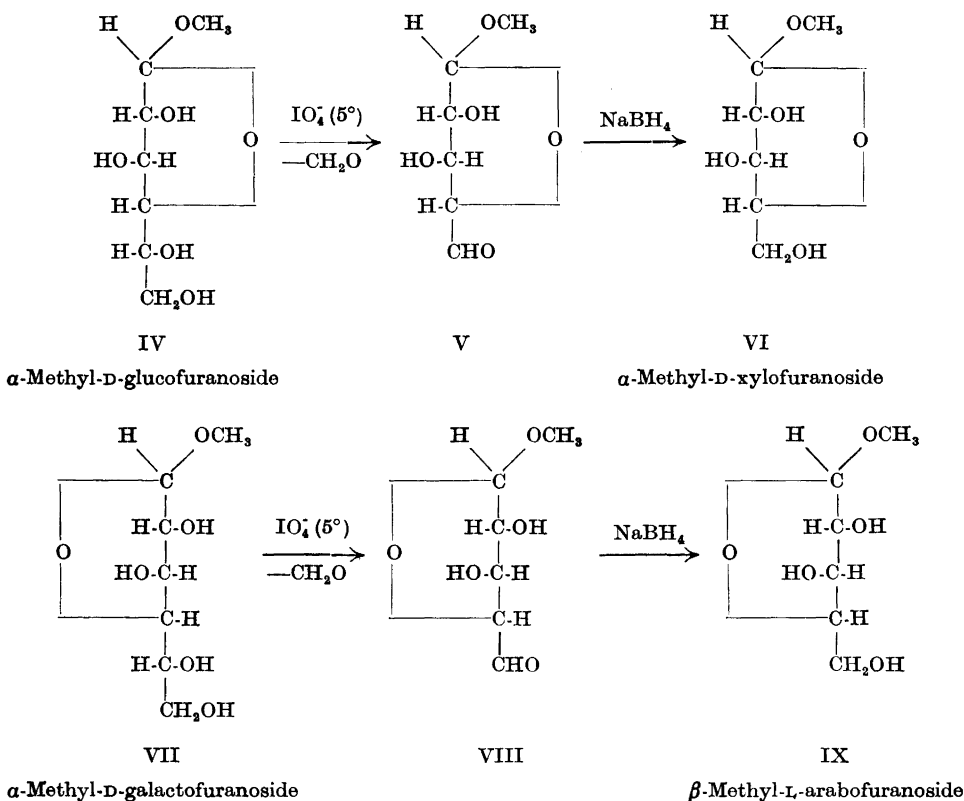 H OCH₃ H OCH₃ H OCH₃
C C C
H-C-OH IO₄⁻ (5°) H-C-OH NaBH₄ H-C-OH
HO-C-H O —CH₂O HO-C-H O HO-C-H O
H-C H-C H-C
H-C-OH CHO CH₂OH
CH₂OH
IV V VI
α-Methyl-D-glucofuranoside α-Methyl-D-xylofuranoside
H OCH₃ H OCH₃ H OCH₃
C C C
H-C-OH IO₄⁻ (5°) H-C-OH NaBH₄ H-C-OH
O HO-C-H —CH₂O O HO-C-H O HO-C-H
C-H C-H C-H
H-C-OH CHO CH₂OH
CH₂OH
VII VIII IX
α-Methyl-D-galactofuranoside β-Methyl-L-arabofuranoside